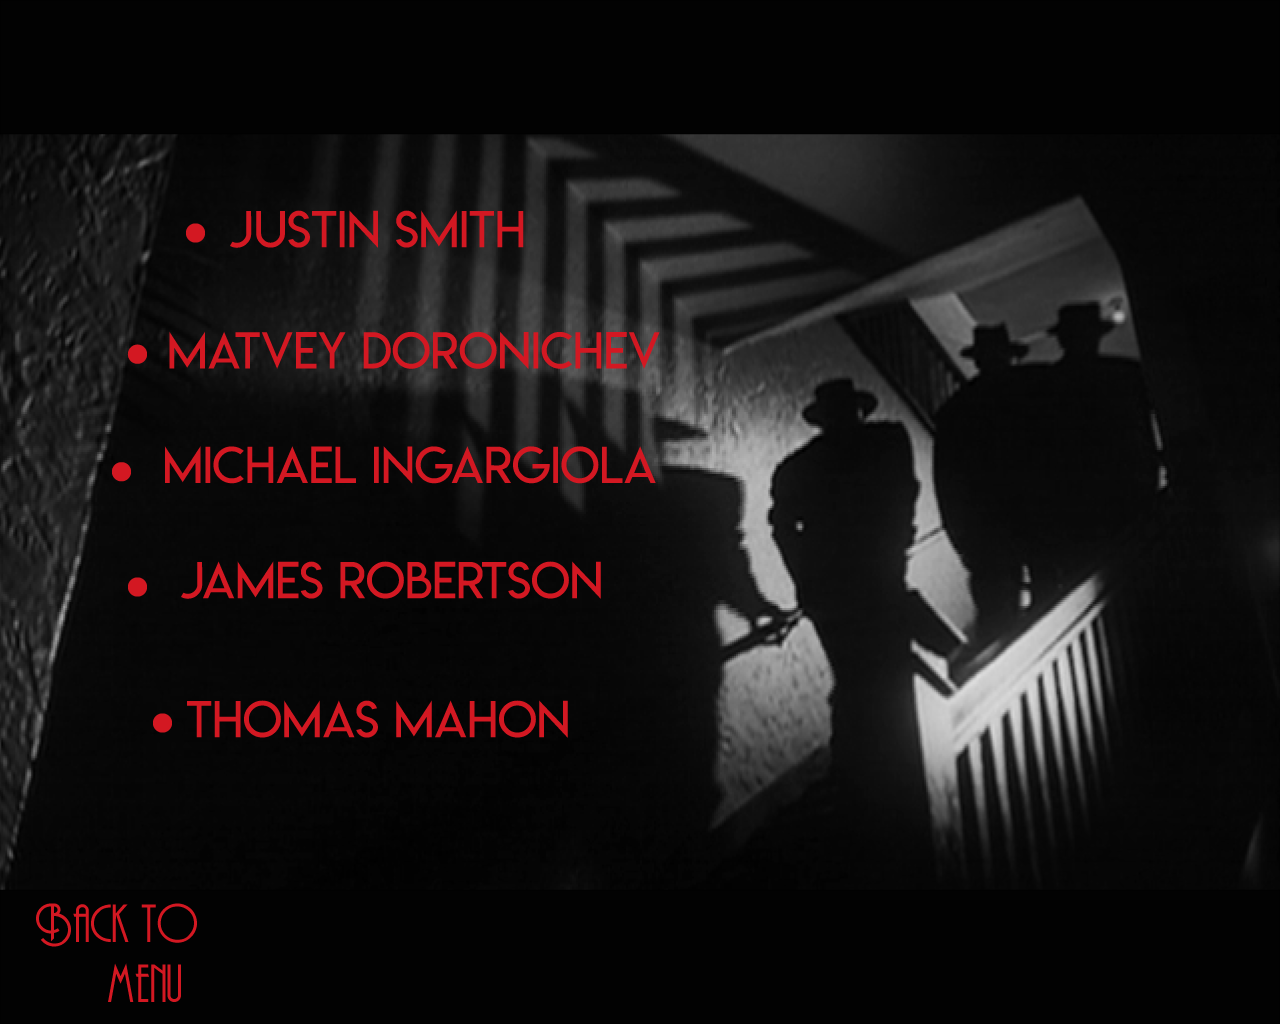 • JUSTIN SMITH
• MATVEY DORONICHEV
• MICHAEL INGARGIOLA
• JAMES ROBERTSON
• THOMAS MAHON
BACK TO
MENU